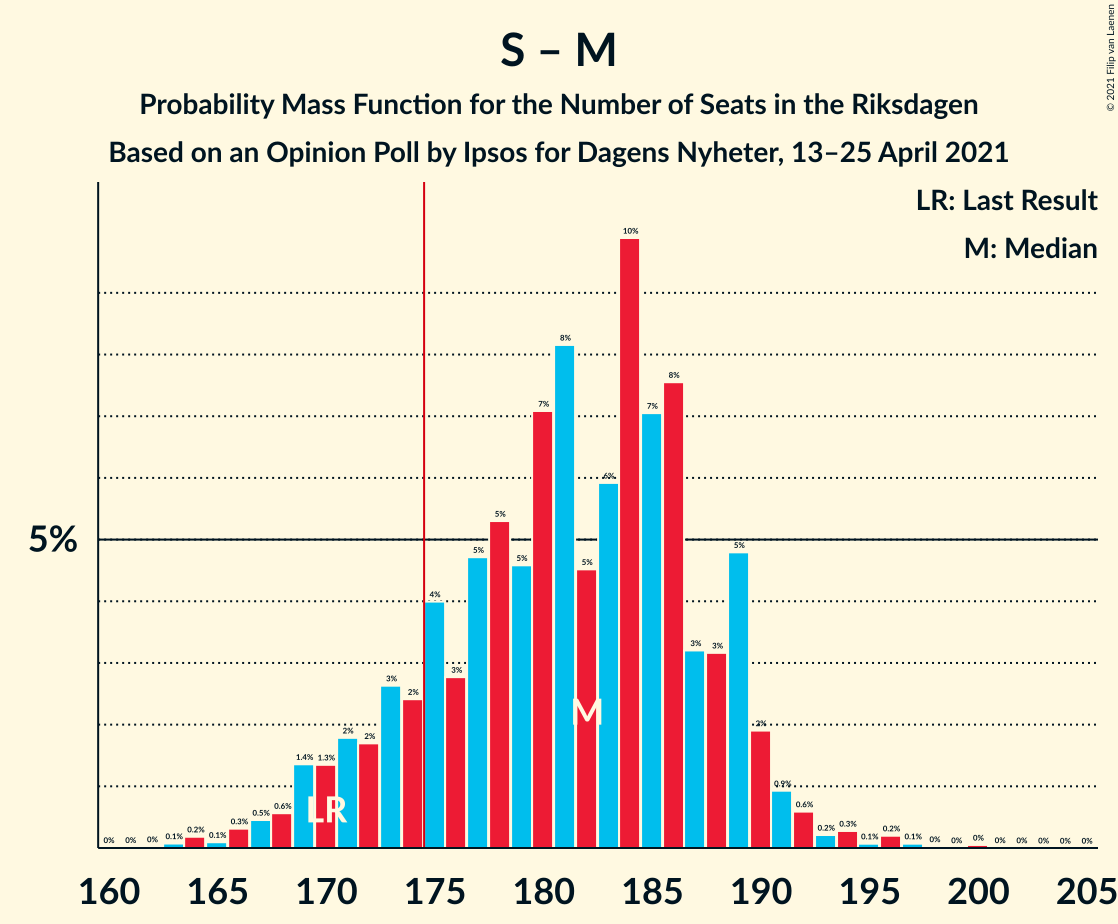 © 2021 Filip van Laenen
S – M
Probability Mass Function for the Number of Seats in the Riksdagen
Based on an Opinion Poll by Ipsos for Dagens Nyheter, 13–25 April 2021
LR: Last Result
M: Median
5%
0% 0% 0% 0.1% 0.2% 0.1% 0.3% 0.5% 0.6% 1.4% 1.3% 2% 2% 3% 2% 4% 3% 5% 5% 5% 7% 8% 5% 6% 10% 7% 8% 3% 3% 5% 2% 0.9% 0.6% 0.2% 0.3% 0.1% 0.2% 0.1% 0% 0% 0% 0% 0% 0% 0% 0%
M
LR
160 165 170 175 180 185 190 195 200 205